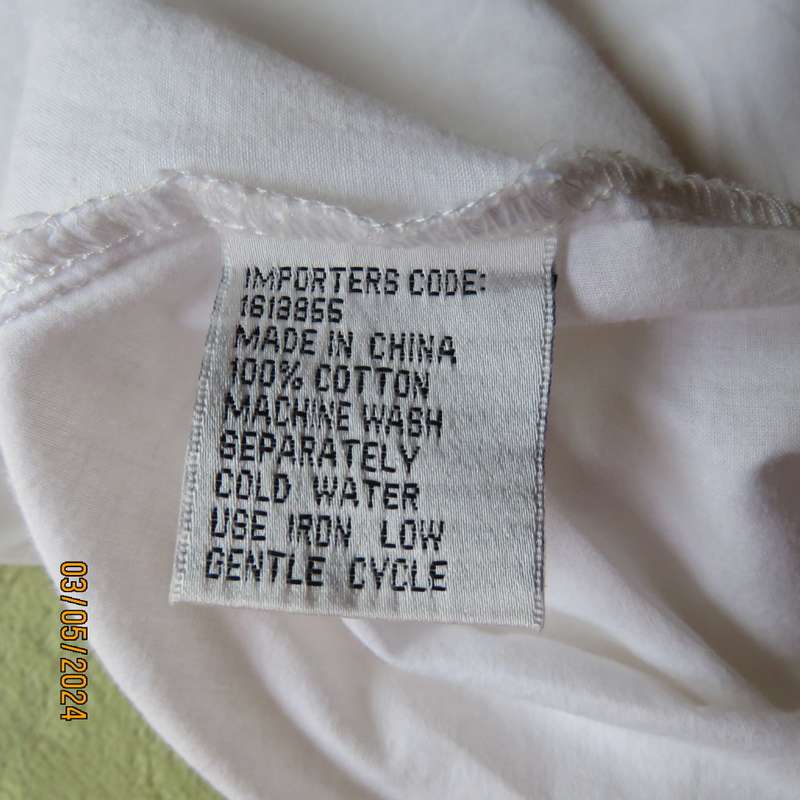 IMPORTERS CODE:
1613955
MADE IN CHINA
100% COTTON
MACHINE WASH
SEPARATELY
COLD WATER
USE IRON LOW
GENTLE CYCLE
03/05/2024